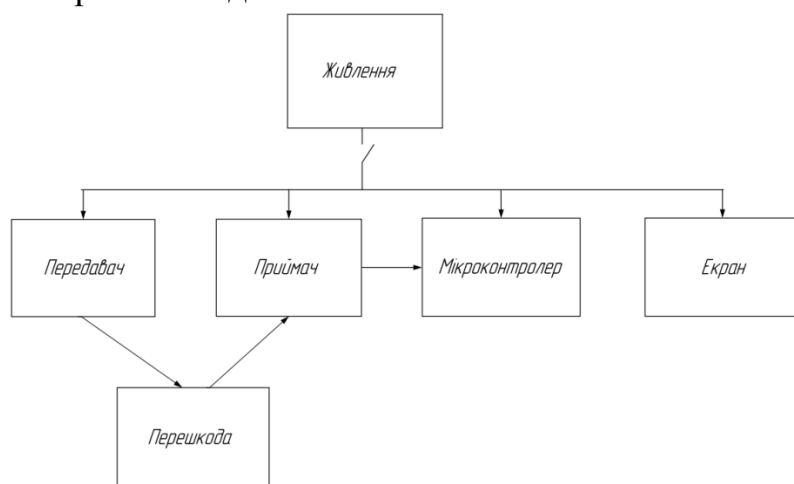 Живлення
Передавач
Приймач
Мікроконтролер
Екран
Перешкода